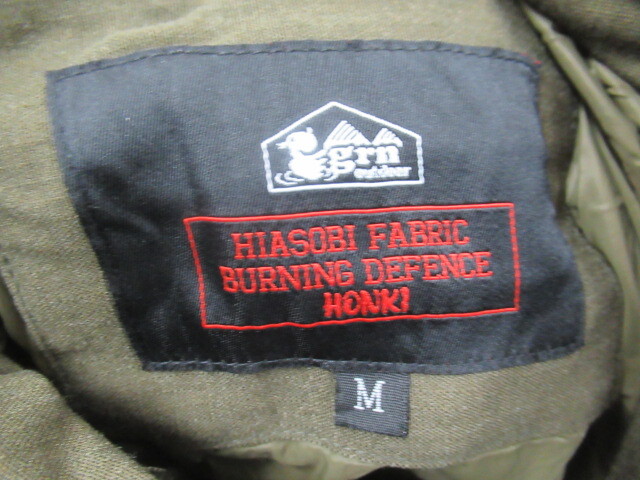 grn
outdoor
HIASOBI FABRIC
BURNING DEFENCE
HONKI
M